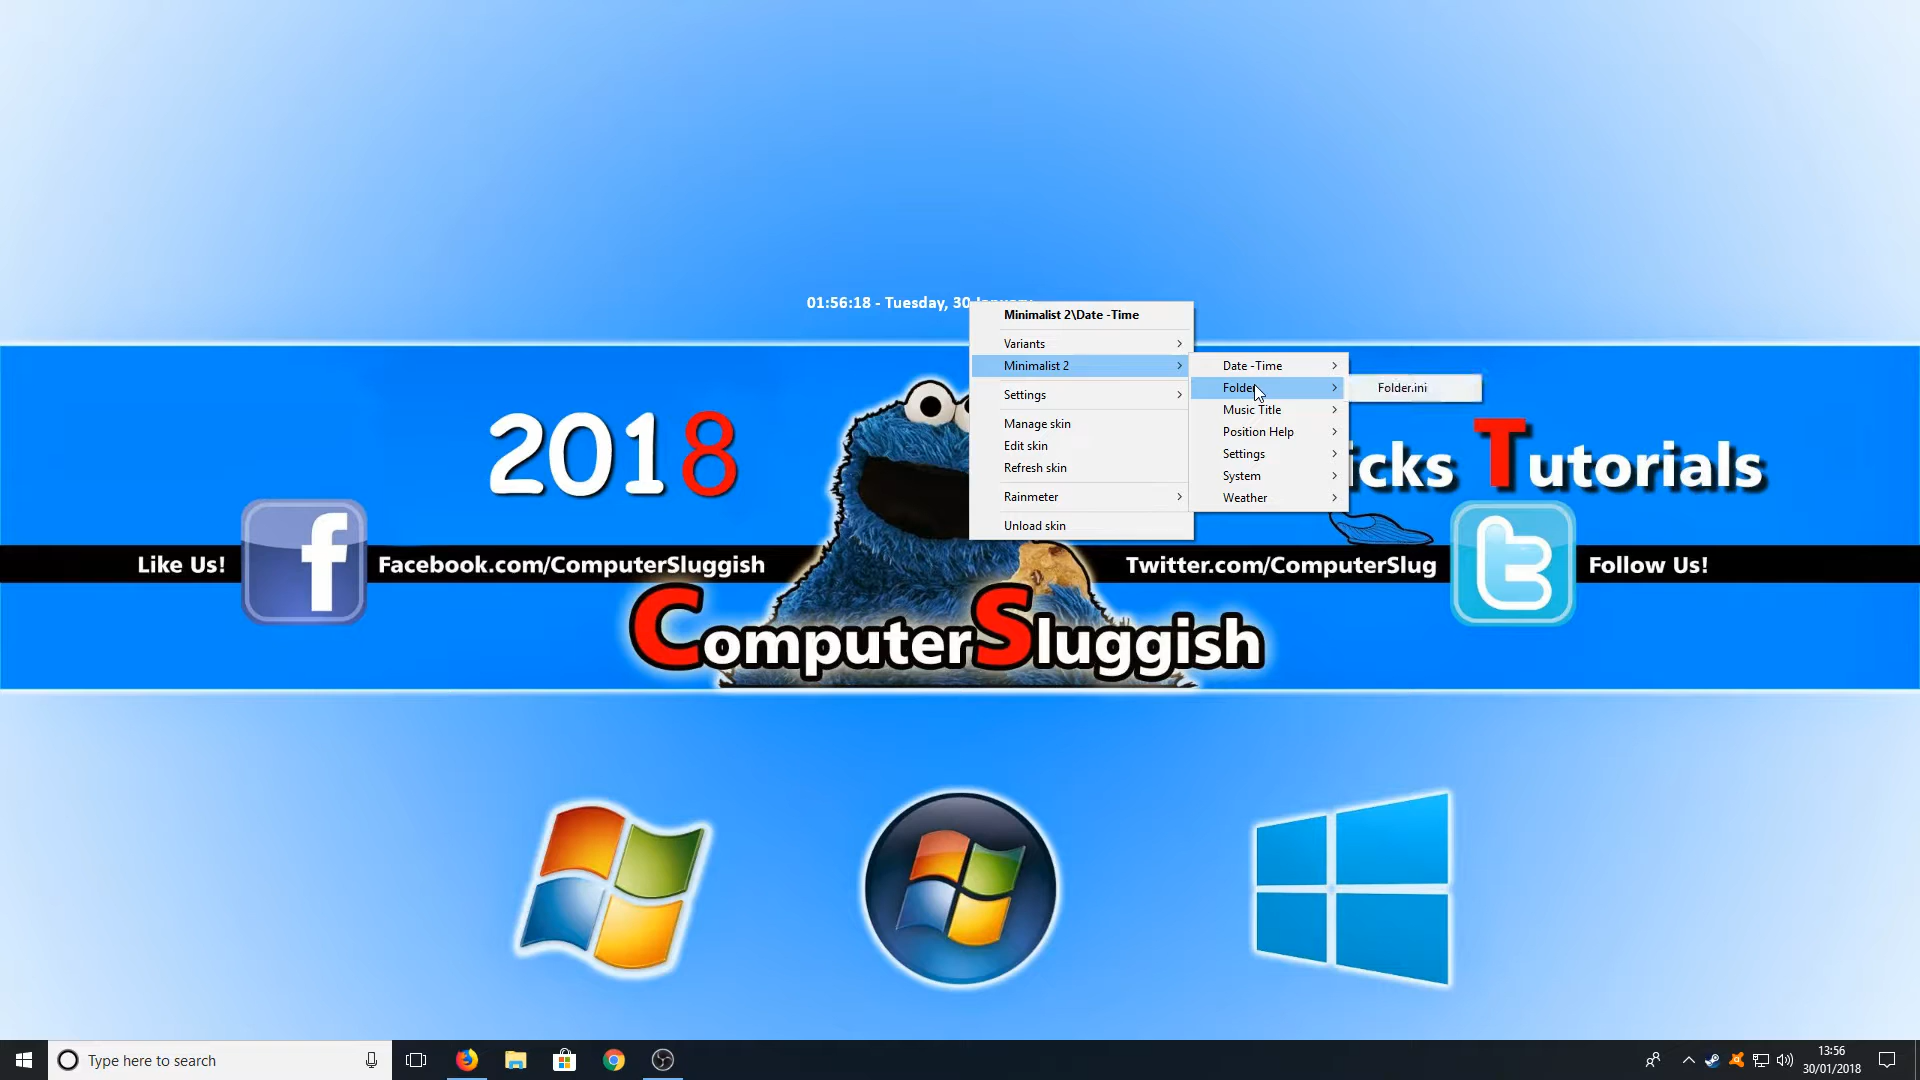 01:56:18 - Tuesday, 30 January
Minimalist 2\Date -Time
Variants
Minimalist 2
Settings
Manage skin
Edit skin
Refresh skin
Rainmeter
Unload skin
Date -Time
Folder
Music Title
Position Help
Settings
System
Weather
Folder.ini
2018
icks Tutorials
Like Us!
f
Facebook.com/ComputerSluggish
Twitter.com/ComputerSlug
t
Follow Us!
ComputerSluggish
Type here to search
13:56
30/01/2018